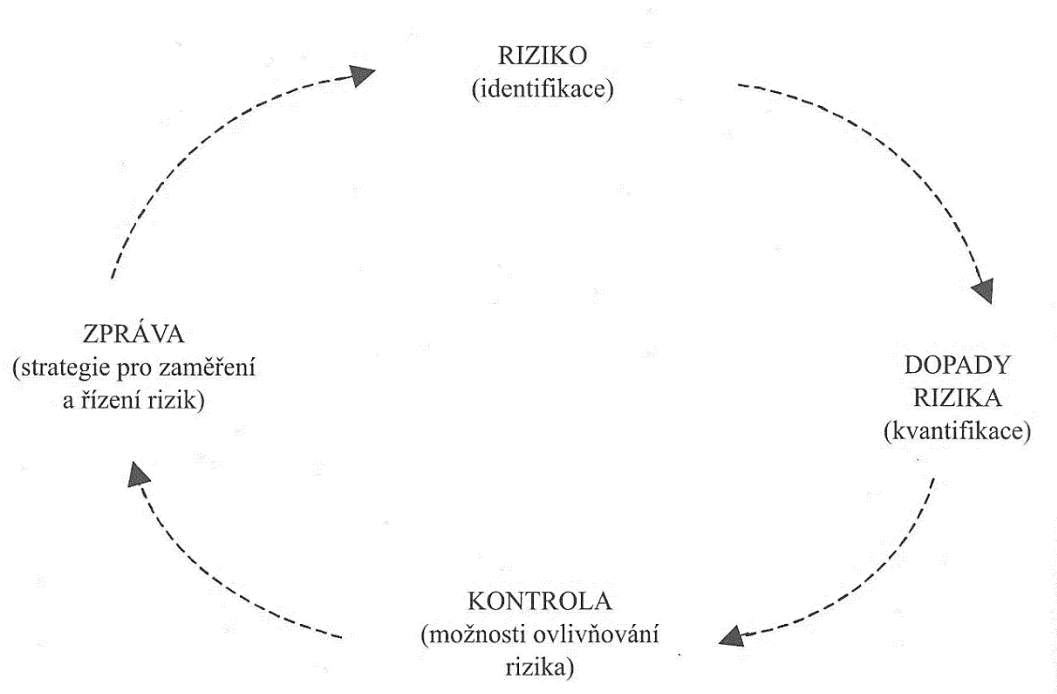 RIZIKO
(identifikace)
DOPADY
RIZIKA
(kvantifikace)
KONTROLA
(možnosti ovlivňování
rizika)
ZPRÁVA
(strategie pro zaměření
a řízení rizik)